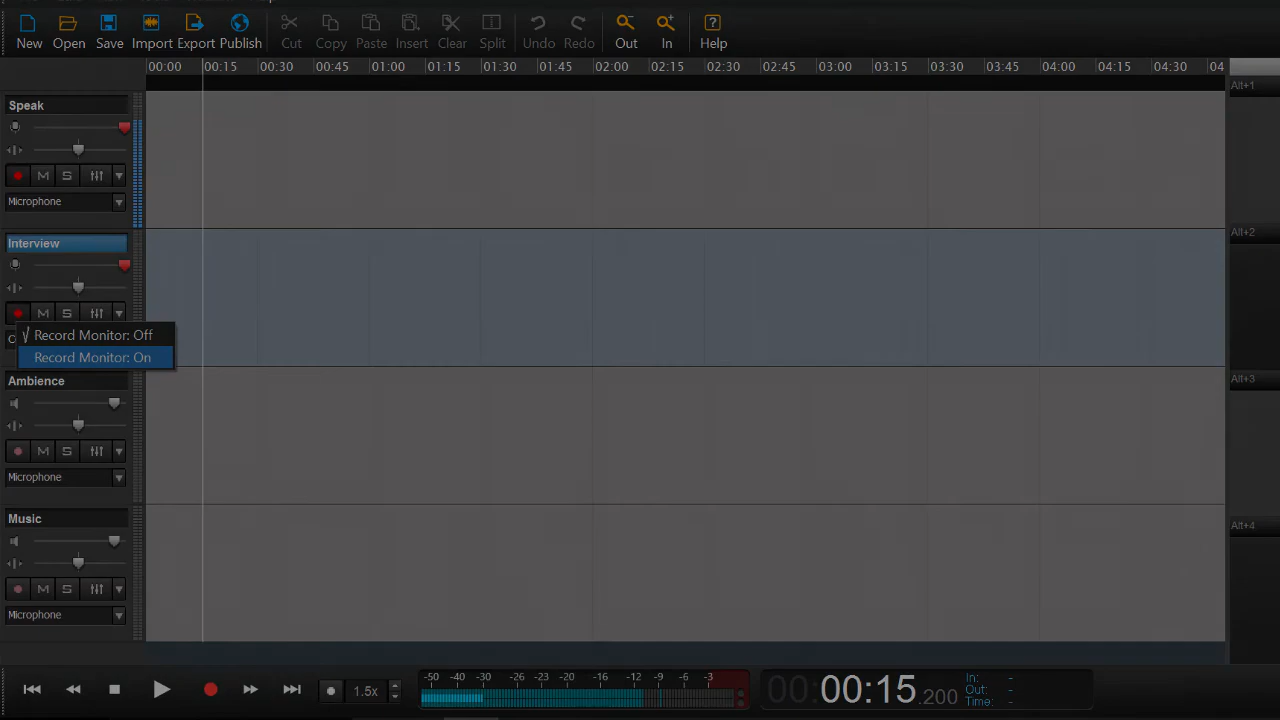 New Open Save Import Export Publish Cut Copy Paste Insert Clear Split Undo Redo Out In Help
00:00 00:15 00:30 00:45 01:00 01:15 01:30 01:45 02:00 02:15 02:30 02:45 03:00 03:15 03:30 03:45 04:00 04:15 04:30 04
Alt+1
Speak
M S
Microphone
Alt+2
Interview
M S
Record Monitor: Off
Record Monitor: On
Alt+3
Ambience
M S
Microphone
Music
Alt+4
M S
Microphone
1.5x
-50 -40 -30 -26 -23 -20 -16 -12 -9 -6 -3
00:00:15.200
In: -
Out: -
Time: -